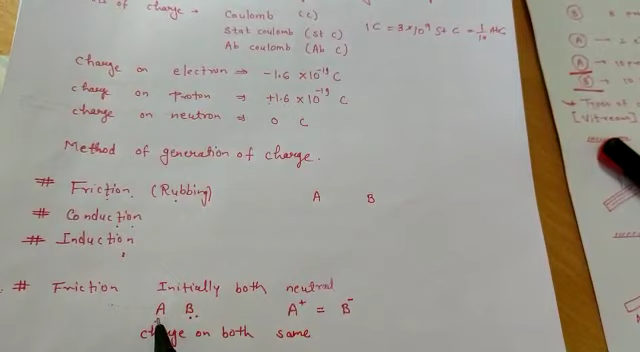 of charge → Coulomb (C)
Stat coulomb (St C) 1C = 3×10⁹ St C = 1/10 AbC
Ab coulomb (Ab C)
Charge on electron ⇒ -1.6 ×10⁻¹⁹ C
charge on Proton ⇒ +1.6 ×10⁻¹⁹ C
charge on neutron ⇒ 0 C
Method of generation of charge.
# Friction (Rubbing) A B
# Conduction
# Induction
# Friction Initially both neutral
A B A⁺ = B⁻
charge on both same
Types of